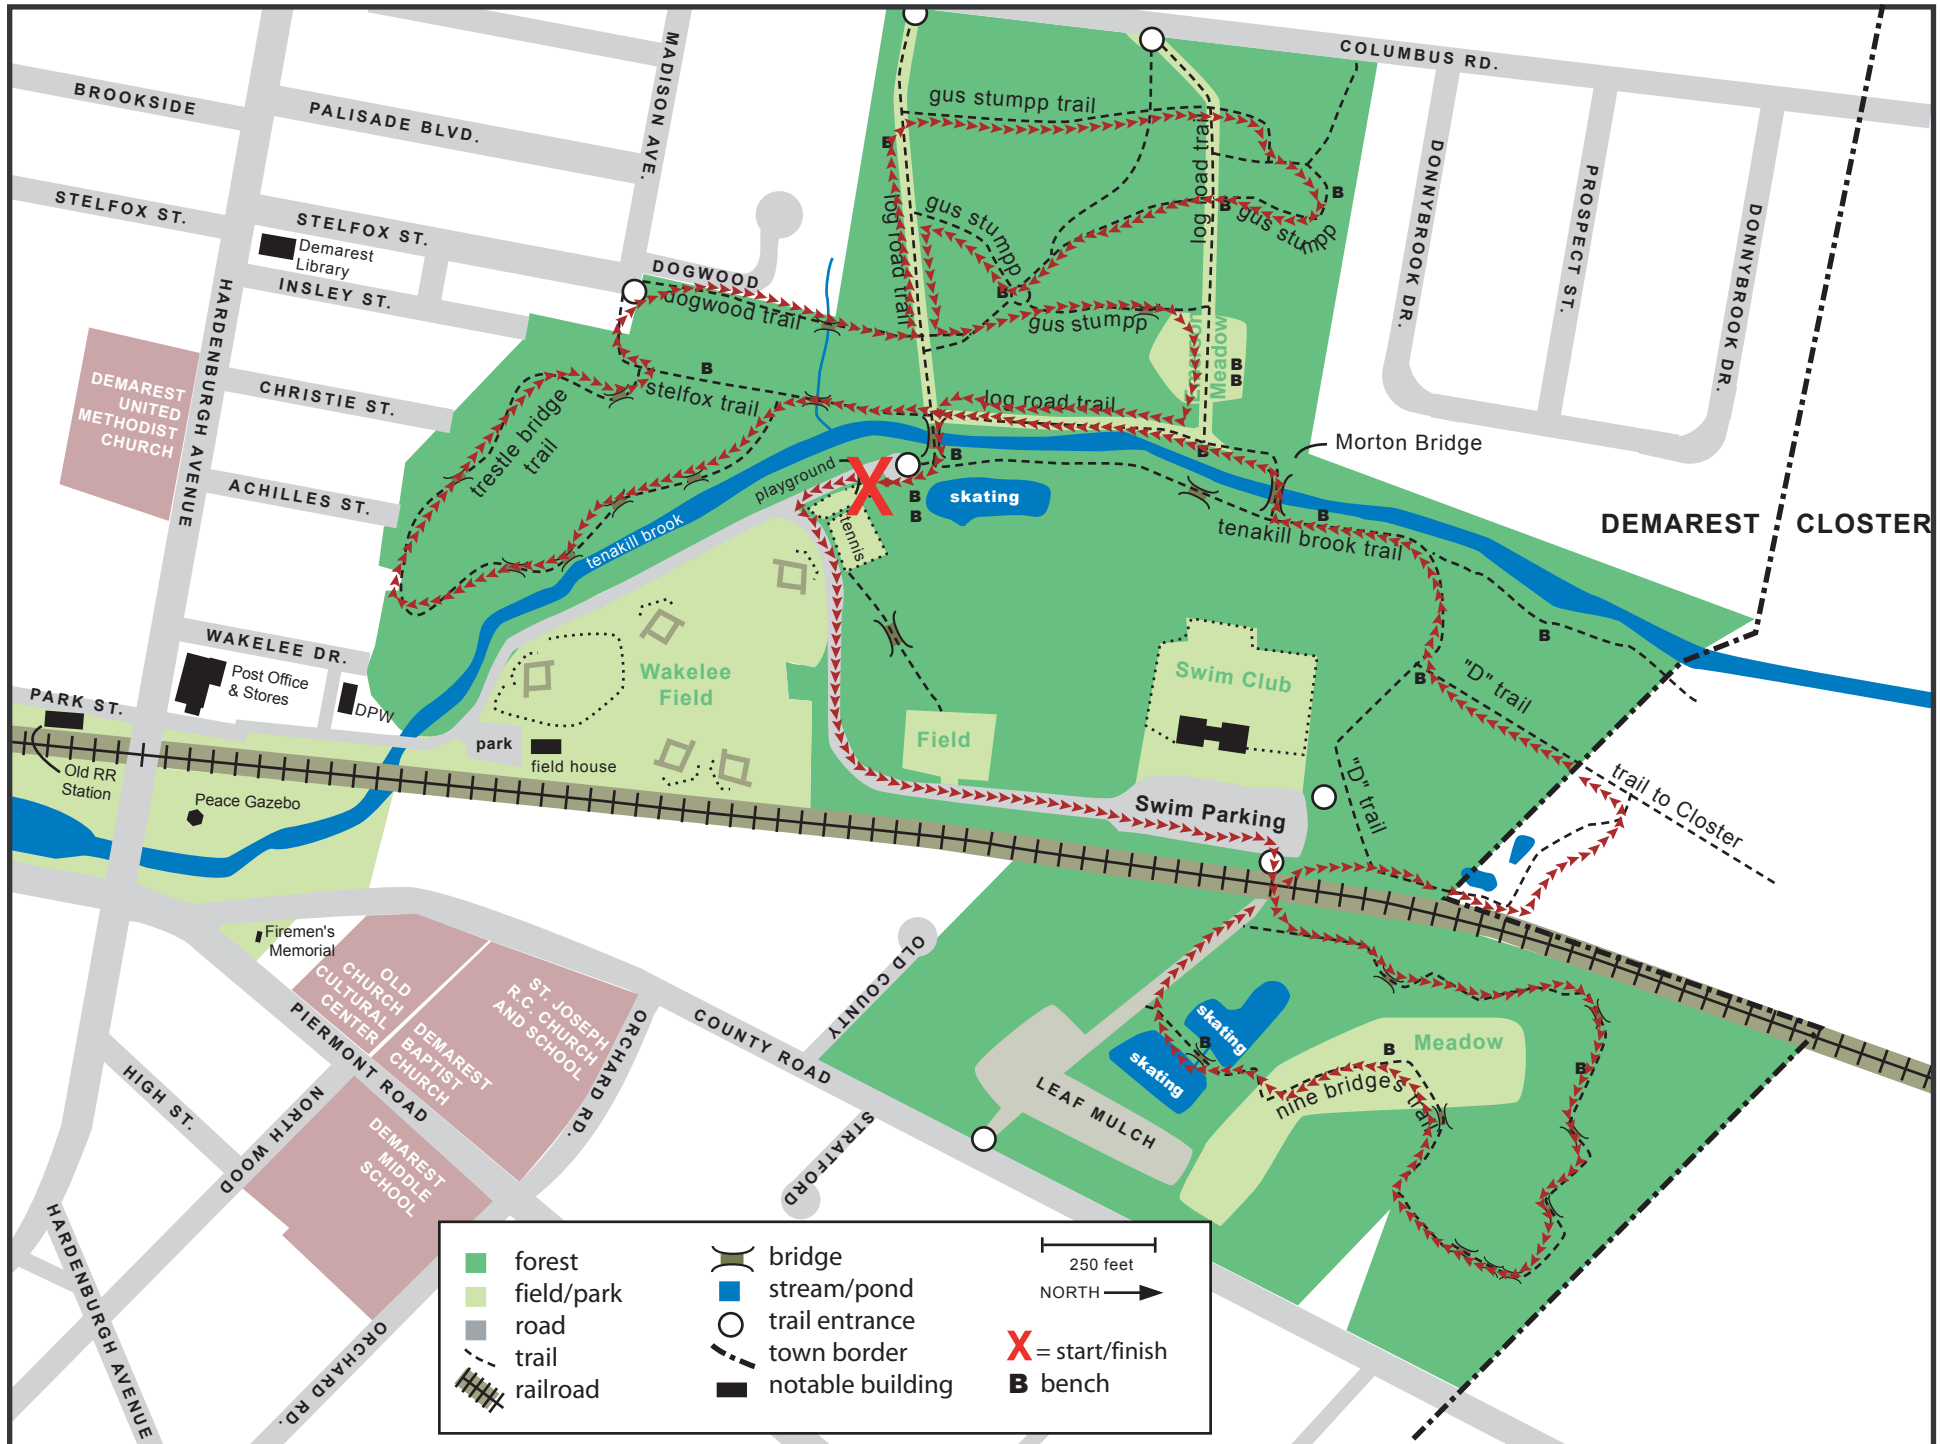 COLUMBUS RD.
MADISON AVE.
BROOKSIDE
PALISADE BLVD.
gus stumpp trail
log road trail
DONNYBROOK DR.
PROSPECT ST.
DONNYBROOK DR.
B
B
B
STELFOX ST.
STELFOX ST.
log road trail
gus stumpp
gus stumpp
Demarest
Library
DOGWOOD
INSLEY ST.
dogwood trail
B
gus stumpp
Emerson
Meadow
HARDENBURGH AVENUE
B
B
B
DEMAREST
UNITED
METHODIST
CHURCH
CHRISTIE ST.
stelfox trail
log road trail
trestle bridge
trail
Morton Bridge
B
B
playground
X
ACHILLES ST.
B
B
skating
B
tennis
tenakill brook
tenakill brook trail
DEMAREST
CLOSTER
WAKELEE DR.
B
Post Office
& Stores
Wakelee
Field
Swim Club
B
"D" trail
PARK ST.
DPW
park
field house
Field
Old RR
Station
Peace Gazebo
Swim Parking
"D" trail
trail to Closter
Firemen's
Memorial
OLD
CHURCH
CULTURAL
CENTER
ST. JOSEPH
R.C. CHURCH
AND SCHOOL
DEMAREST
BAPTIST
CHURCH
OLD COUNTY
PIERMONT ROAD
ORCHARD RD.
COUNTY ROAD
skating
B
skating
B
Meadow
nine bridges trail
B
LEAF MULCH
HIGH ST.
NORTH WOOD
DEMAREST
MIDDLE
SCHOOL
STRATFORD
HARDENBURGH AVENUE
ORCHARD RD.
forest
field/park
road
trail
railroad
bridge
stream/pond
trail entrance
town border
notable building
250 feet
NORTH
X = start/finish
B bench